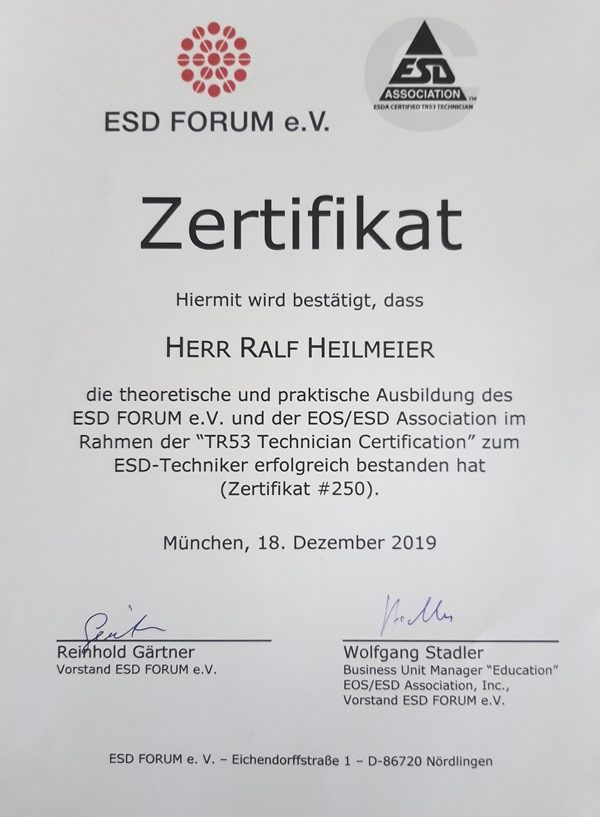 ESD FORUM e.V.
ESD
ASSOCIATION™
ESDA CERTIFIED TR53 TECHNICIAN
Zertifikat
Hiermit wird bestätigt, dass
HERR RALF HEILMEIER
die theoretische und praktische Ausbildung des
ESD FORUM e.V. und der EOS/ESD Association im
Rahmen der “TR53 Technician Certification” zum
ESD-Techniker erfolgreich bestanden hat
(Zertifikat #250).
München, 18. Dezember 2019
Reinhold Gärtner
Vorstand ESD FORUM e.V.
Wolfgang Stadler
Business Unit Manager “Education”
EOS/ESD Association, Inc.,
Vorstand ESD FORUM e.V.
ESD FORUM e. V. – Eichendorffstraße 1 – D-86720 Nördlingen